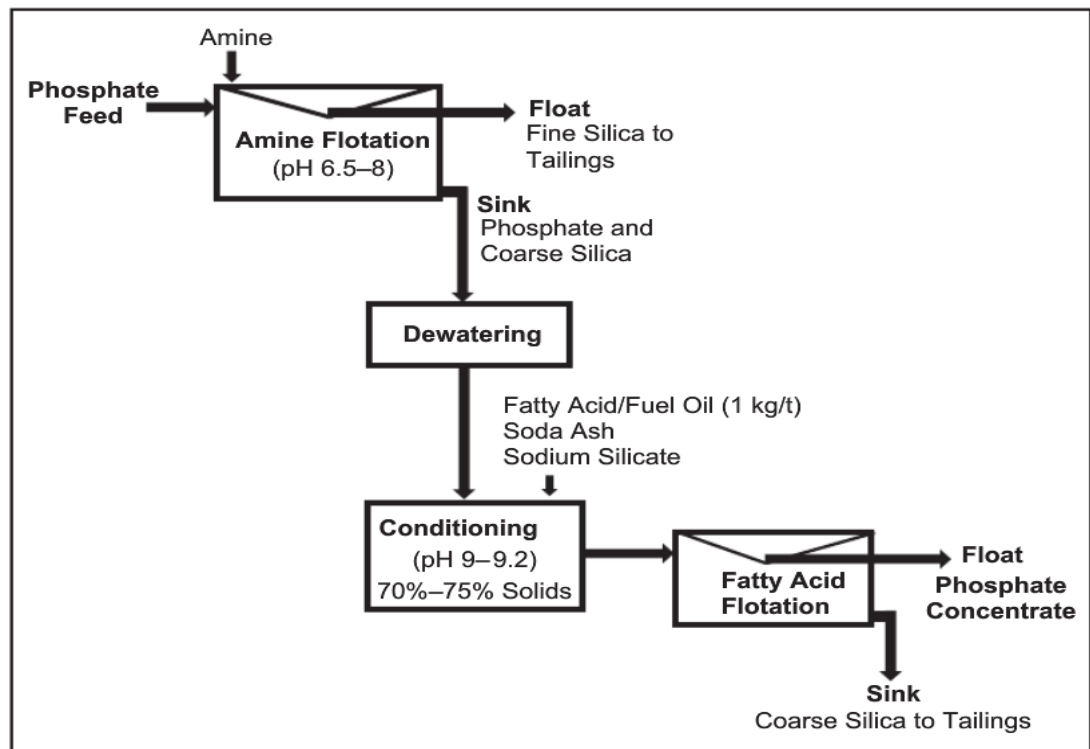 Amine
Phosphate
Feed
Amine Flotation
(pH 6.5–8)
Float
Fine Silica to
Tailings
Sink
Phosphate and
Coarse Silica
Dewatering
Fatty Acid/Fuel Oil (1 kg/t)
Soda Ash
Sodium Silicate
Conditioning
(pH 9–9.2)
70%–75% Solids
Fatty Acid
Flotation
Float
Phosphate
Concentrate
Sink
Coarse Silica to Tailings